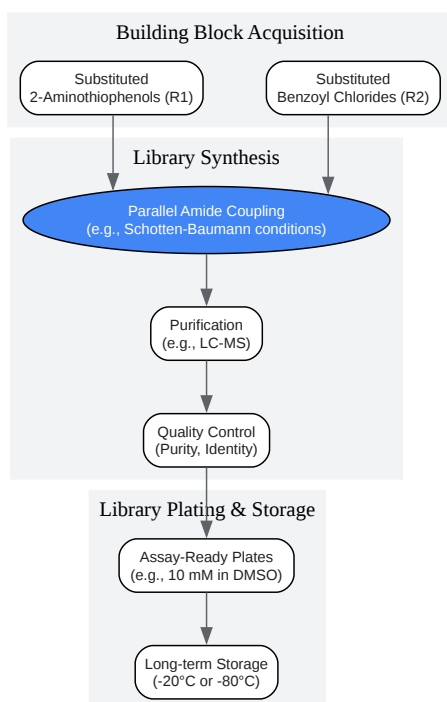 Building Block Acquisition
Substituted
2-Aminothiophenols (R1)
Substituted
Benzoyl Chlorides (R2)
Library Synthesis
Parallel Amide Coupling
(e.g., Schotten-Baumann conditions)
Purification
(e.g., LC-MS)
Quality Control
(Purity, Identity)
Library Plating & Storage
Assay-Ready Plates
(e.g., 10 mM in DMSO)
Long-term Storage
(-20°C or -80°C)